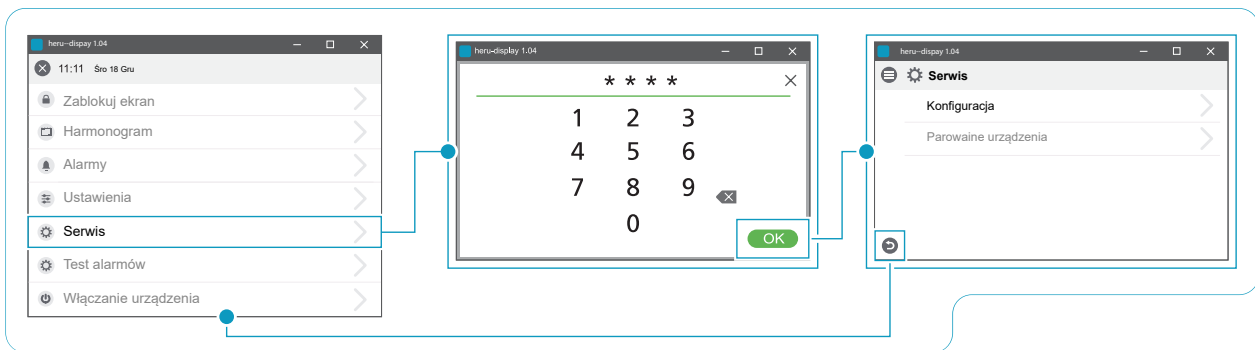 heru-dispay 1.04
11:11 Śro 18 Gru
Zablokuj ekran
Harmonogram
Alarmy
Ustawienia
Serwis
Test alarmów
Włączanie urządzenia
heru-display 1.04
* * * *
1 2 3
4 5 6
7 8 9
0
OK
heru-dispay 1.04
Serwis
Konfiguracja
Parowaine urządzenia